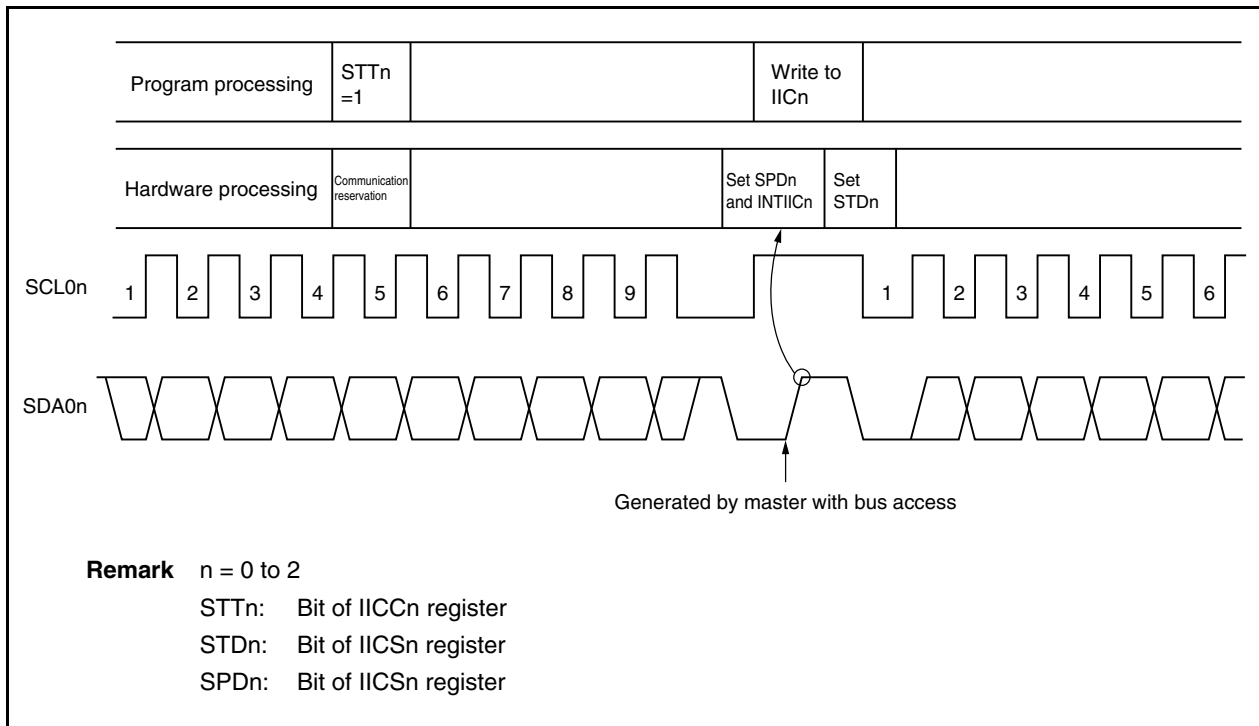 Program processing
STTn
=1
Write to
IICn
Hardware processing
Communication
reservation
Set SPDn
and INTIICn
Set
STDn
SCL0n
1 2 3 4 5 6 7 8 9 1 2 3 4 5 6
SDA0n
Generated by master with bus access
Remark n = 0 to 2
STTn: Bit of IICCn register
STDn: Bit of IICSn register
SPDn: Bit of IICSn register